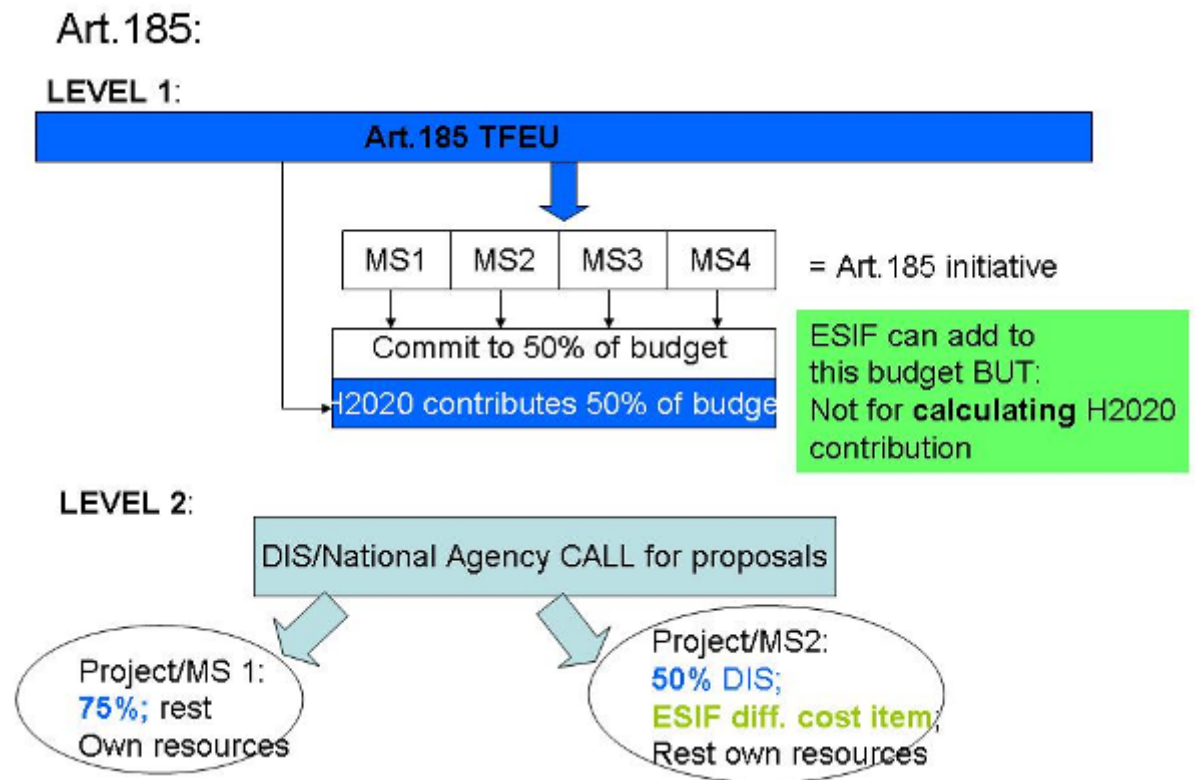 Art.185:
LEVEL 1:
Art.185 TFEU
MS1 MS2 MS3 MS4
= Art.185 initiative
Commit to 50% of budget
H2020 contributes 50% of budge
ESIF can add to
this budget BUT:
Not for calculating H2020
contribution
LEVEL 2:
DIS/National Agency CALL for proposals
Project/MS 1:
75%; rest
Own resources
Project/MS2:
50% DIS;
ESIF diff. cost item;
Rest own resources